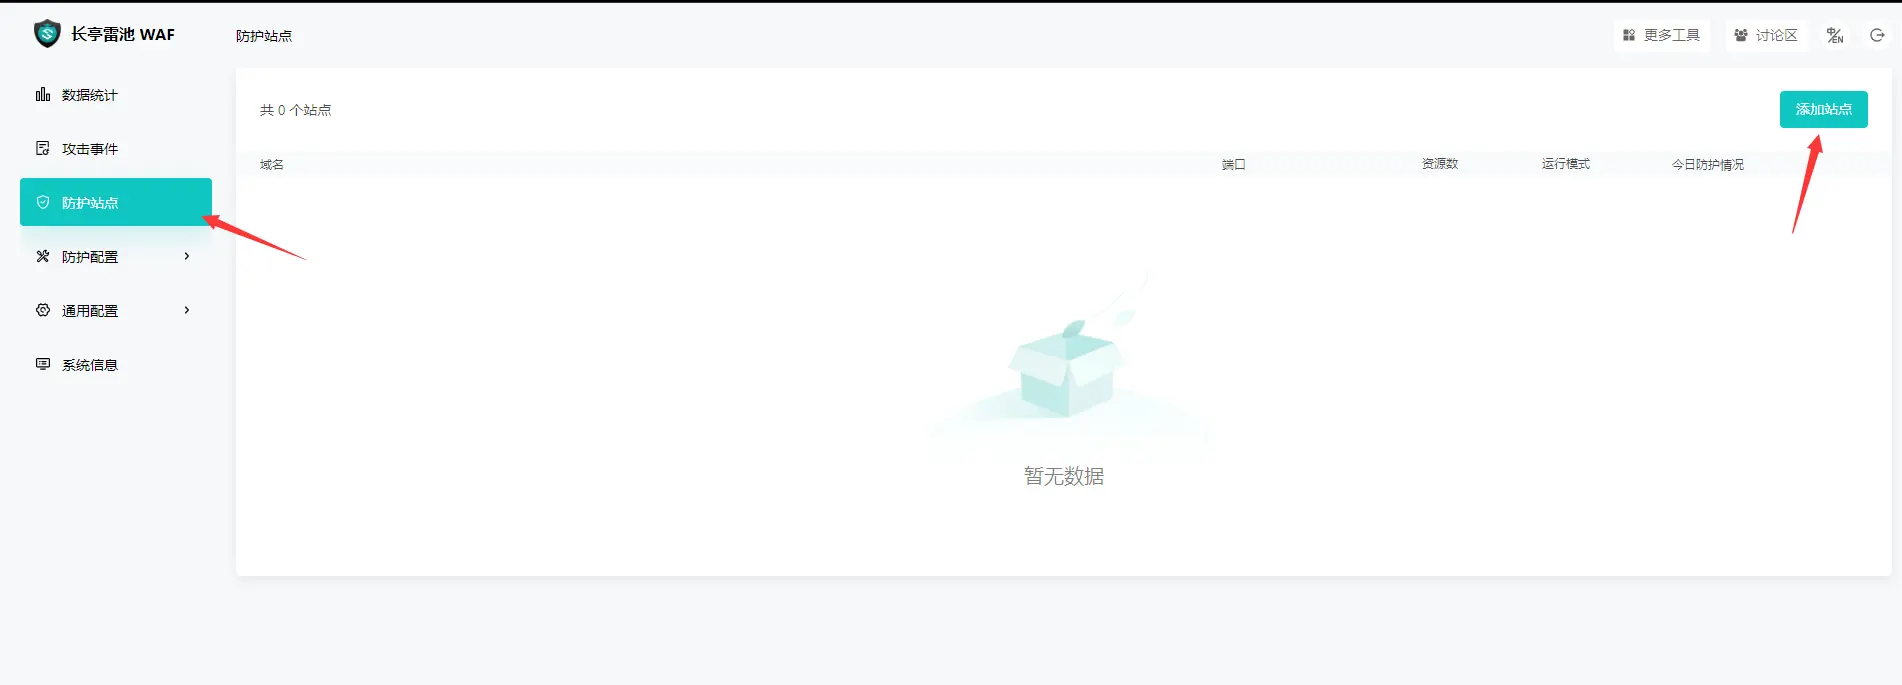 长亭雷池 WAF
防护站点
更多工具
讨论区
中/EN
数据统计
攻击事件
防护站点
防护配置
通用配置
系统信息
共 0 个站点
添加站点
域名
端口
资源数
运行模式
今日防护情况
暂无数据